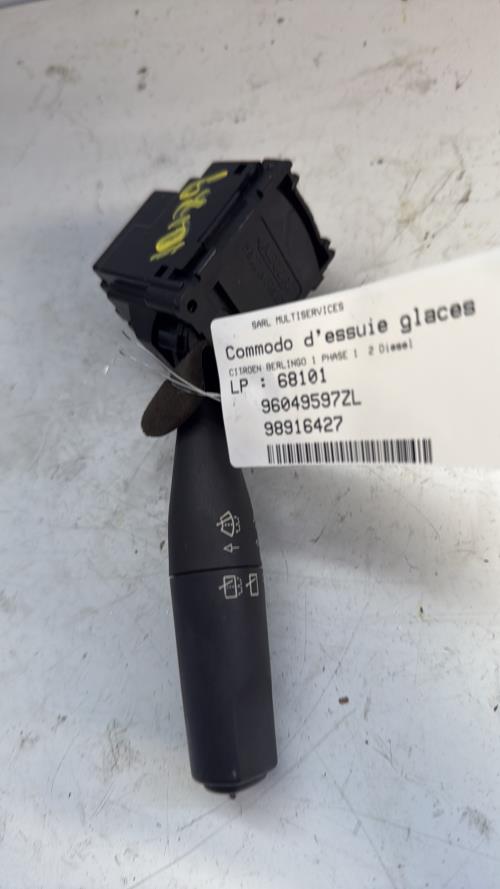 SARL MULTISERVICES
Commodo d'essuie glaces
CITROEN BERLINGO 1 PHASE 1 2 Diesel
LP : 68101
96049597ZL
98916427